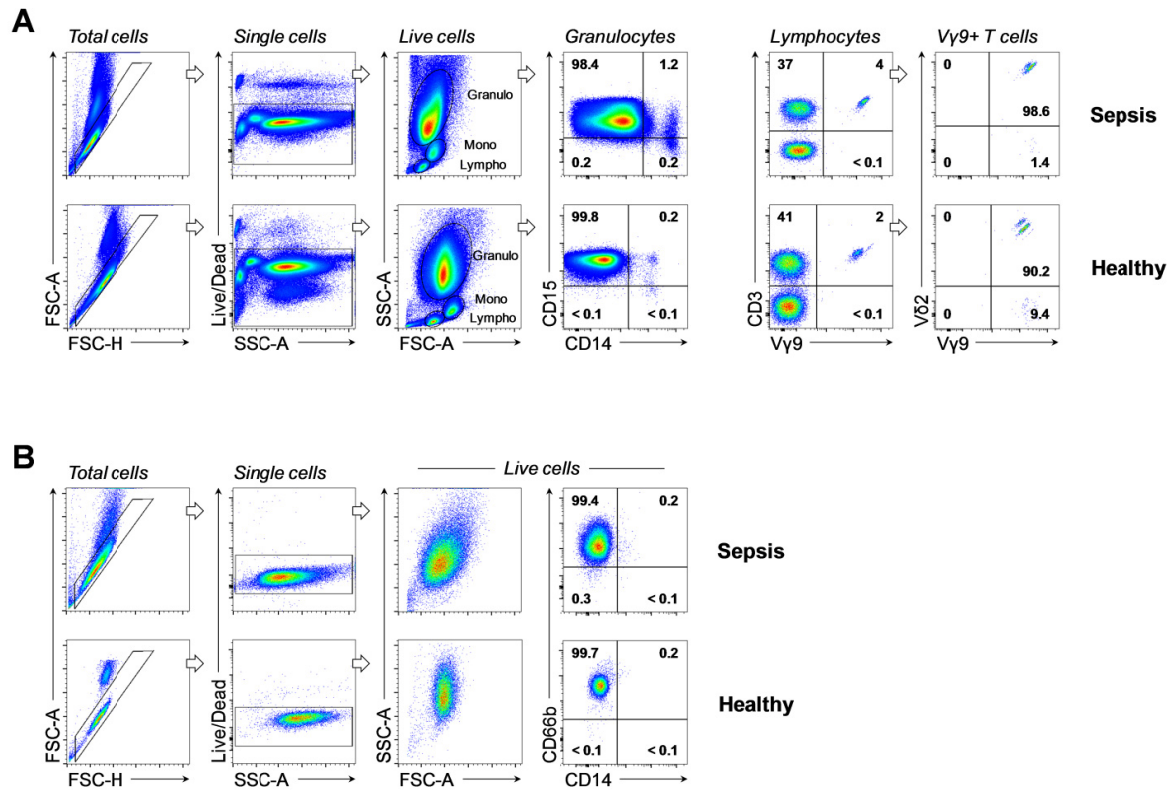 A
Total cells
Single cells
Live cells
Granulocytes
Lymphocytes
Vγ9+ T cells
Granulo
Mono
Lympho
98.4
1.2
0.2
0.2
37
4
< 0.1
0
98.6
0
1.4
Sepsis
Granulo
Mono
Lympho
99.8
0.2
< 0.1
< 0.1
41
2
< 0.1
0
90.2
0
9.4
Healthy
FSC-A
FSC-H
Live/Dead
SSC-A
SSC-A
FSC-A
CD15
CD14
CD3
Vγ9
Vδ2
Vγ9
B
Total cells
Single cells
Live cells
99.4
0.2
0.3
< 0.1
Sepsis
99.7
0.2
< 0.1
< 0.1
Healthy
FSC-A
FSC-H
Live/Dead
SSC-A
SSC-A
FSC-A
CD66b
CD14